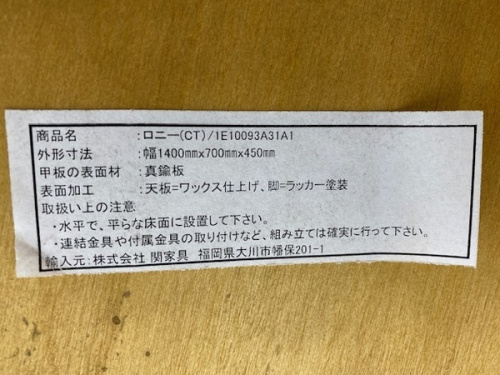 商品名 :ロニー(CT)/1E10093A31A1
外形寸法 :幅1400mmx700mmx450mm
甲板の表面材 :真鍮板
表面加工 :天板=ワックス仕上げ、脚=ラッカー塗装
取扱い上の注意
・水平で、平らな床面に設置して下さい。
・連結金具や付属金具の取り付けなど、組み立ては確実に行って下さい。
輸入元:株式会社 関家具 福岡県大川市幡保201-1